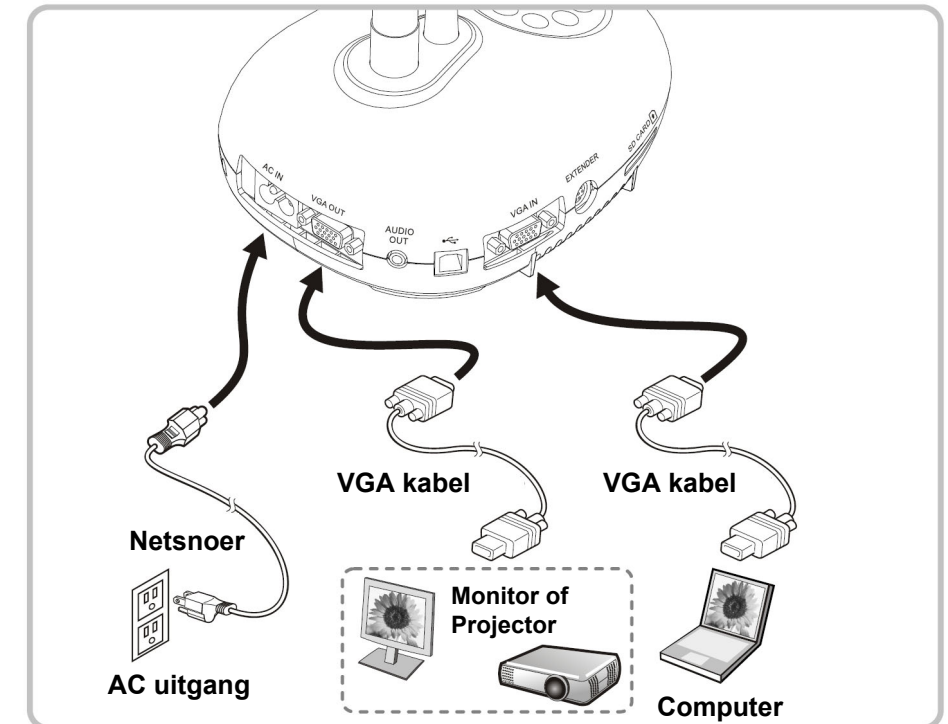 AC IN
VGA OUT
AUDIO
OUT
VGA IN
EXTENDER
SD CARD
VGA kabel
VGA kabel
Netsnoer
Monitor of
Projector
AC uitgang
Computer